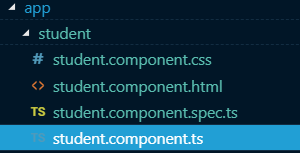 app
student
# student.component.css
<> student.component.html
TS student.component.spec.ts
TS student.component.ts